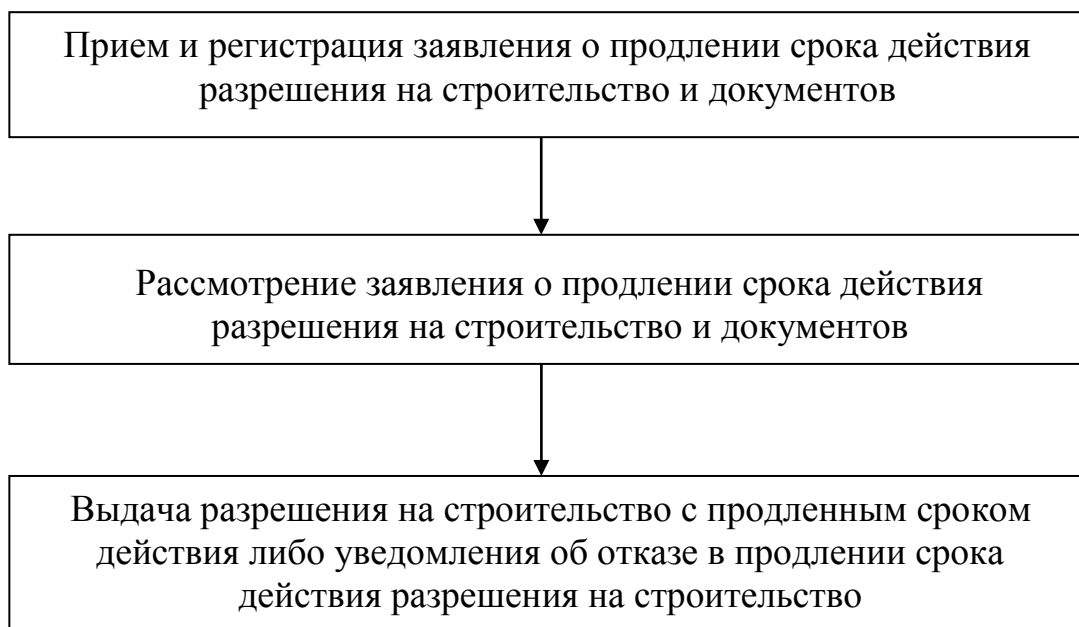 Прием и регистрация заявления о продлении срока действия
разрешения на строительство и документов
Рассмотрение заявления о продлении срока действия
разрешения на строительство и документов
Выдача разрешения на строительство с продленным сроком
действия либо уведомления об отказе в продлении срока
действия разрешения на строительство